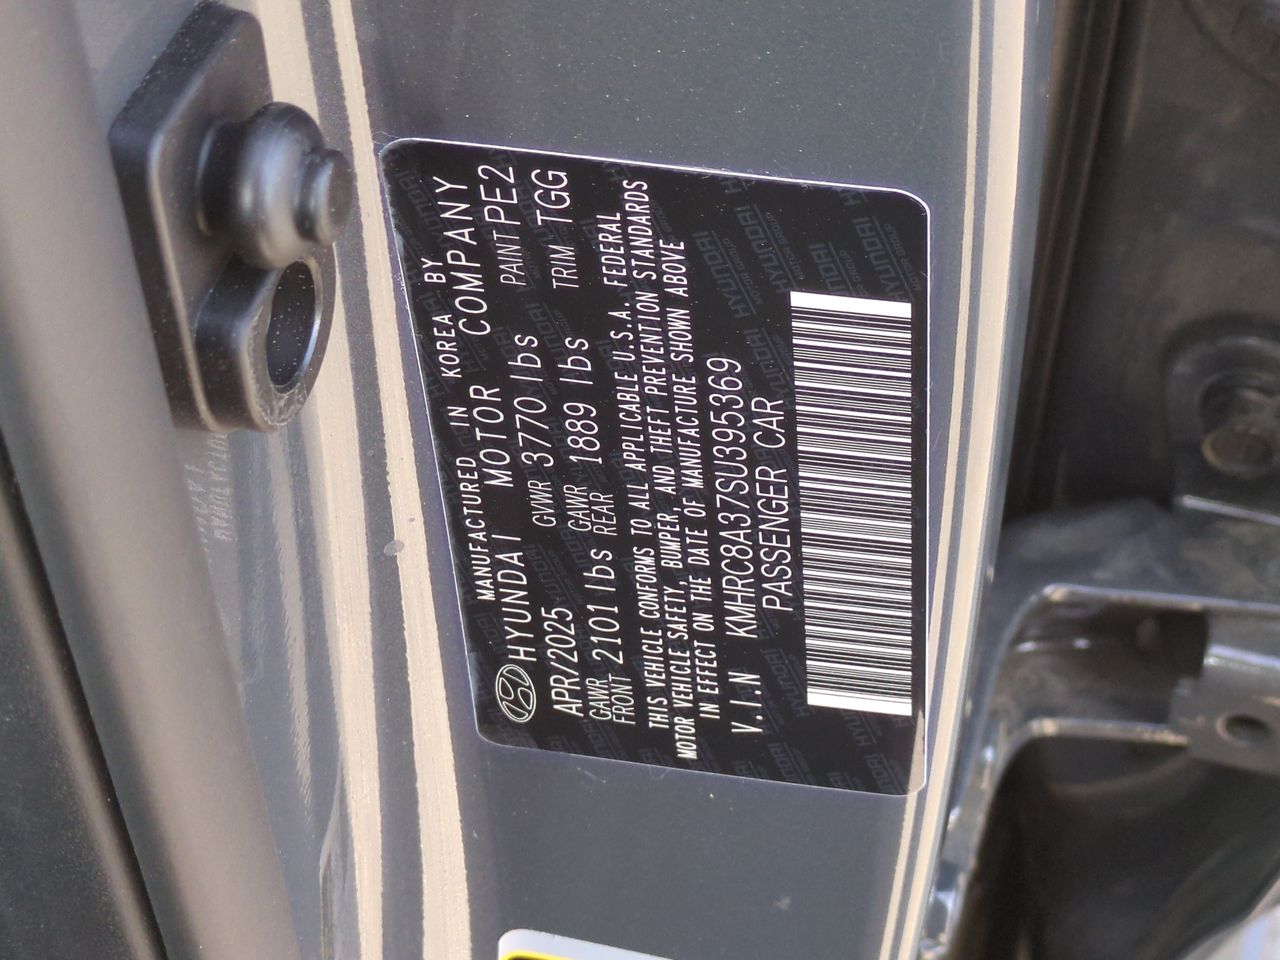 MANUFACTURED IN KOREA BY
HYUNDAI MOTOR COMPANY
APR/2025 GVWR 3770 lbs PAINT PE2
GAWR FRONT 2101 lbs GAWR REAR 1889 lbs TRIM TGG
THIS VEHICLE CONFORMS TO ALL APPLICABLE U.S.A. FEDERAL
MOTOR VEHICLE SAFETY, BUMPER, AND THEFT PREVENTION STANDARDS
IN EFFECT ON THE DATE OF MANUFACTURE SHOWN ABOVE
V.I.N KMHRC8A37SU395369
PASSENGER CAR